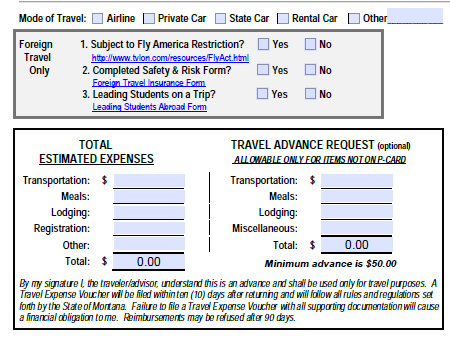 Mode of Travel: Airline Private Car State Car Rental Car Other
Foreign Travel Only
1. Subject to Fly America Restriction? Yes No
http://www.tvlon.com/resources/FlyAct.html
2. Completed Safety & Risk Form? Yes No
Foreign Travel Insurance Form
3. Leading Students on a Trip? Yes No
Leading Students Abroad Form
TOTAL
ESTIMATED EXPENSES
Transportation: $
Meals:
Lodging:
Registration:
Other:
Total: $ 0.00
TRAVEL ADVANCE REQUEST (optional)
ALLOWABLE ONLY FOR ITEMS NOT ON P-CARD
Transportation: $
Meals:
Lodging:
Miscellaneous:
Total: $ 0.00
Minimum advance is $50.00
By my signature I, the traveler/advisor, understand this is an advance and shall be used only for travel purposes. A
Travel Expense Voucher will be filed within ten (10) days after returning and will follow all rules and regulations set
forth by the State of Montana. Failure to file a Travel Expense Voucher with all supporting documentation will cause
a financial obligation to me. Reimbursements may be refused after 90 days.